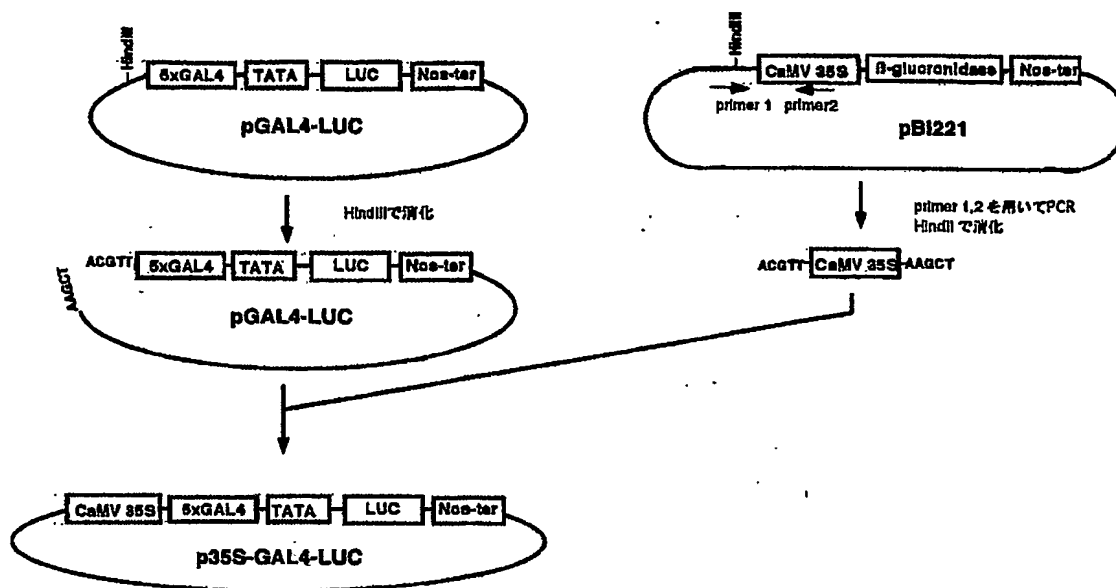 HindIII
5xGAL4 TATA LUC Nos-ter
pGAL4-LUC
HindIII
CaMV 35S β-glucronidase Nos-ter
primer 1 primer2
pBI221
HindIIIで消化
primer 1,2 を用いてPCR
HindII で消化
ACGTT 5xGAL4 TATA LUC Nos-ter
AAGCT
pGAL4-LUC
ACGTT CaMV 35S AAGCT
CaMV 35S 5xGAL4 TATA LUC Nos-ter
p35S-GAL4-LUC